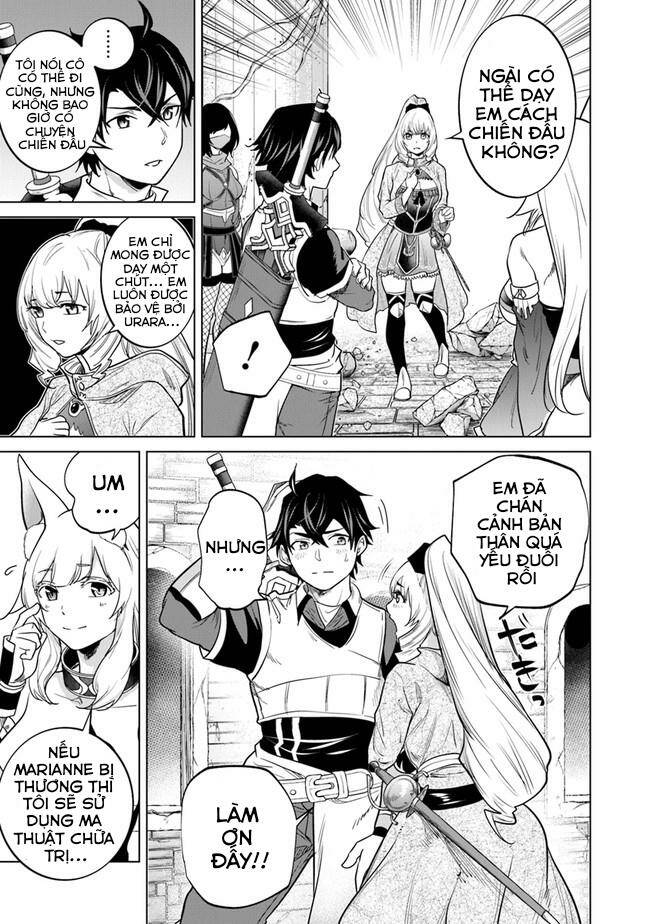 NGÀI CÓ
THỂ DẠY
EM CÁCH
CHIẾN ĐẤU
KHÔNG?
!
......
TÔI NÓI CÔ
CÓ THỂ ĐI
CÙNG, NHƯNG
KHÔNG BAO
GIỜ CÓ
CHUYỆN
CHIẾN ĐẤU
EM CHỈ
MONG ĐƯỢC
DẠY MỘT
CHÚT... EM
LUÔN ĐƯỢC
BẢO VỆ BỞI
URARA...
EM ĐÃ
CHÁN
CẢNH BẢN
THÂN QUÁ
YẾU ĐUỐI
RỒI
だきっ
NHƯNG
...
LÀM
ƠN
ĐẤY!!
UM
...
NẾU
MARIANNE BỊ
THƯƠNG THÌ
TÔI SẼ SỬ
DỤNG MA
THUẬT CHỮA
TRỊ...